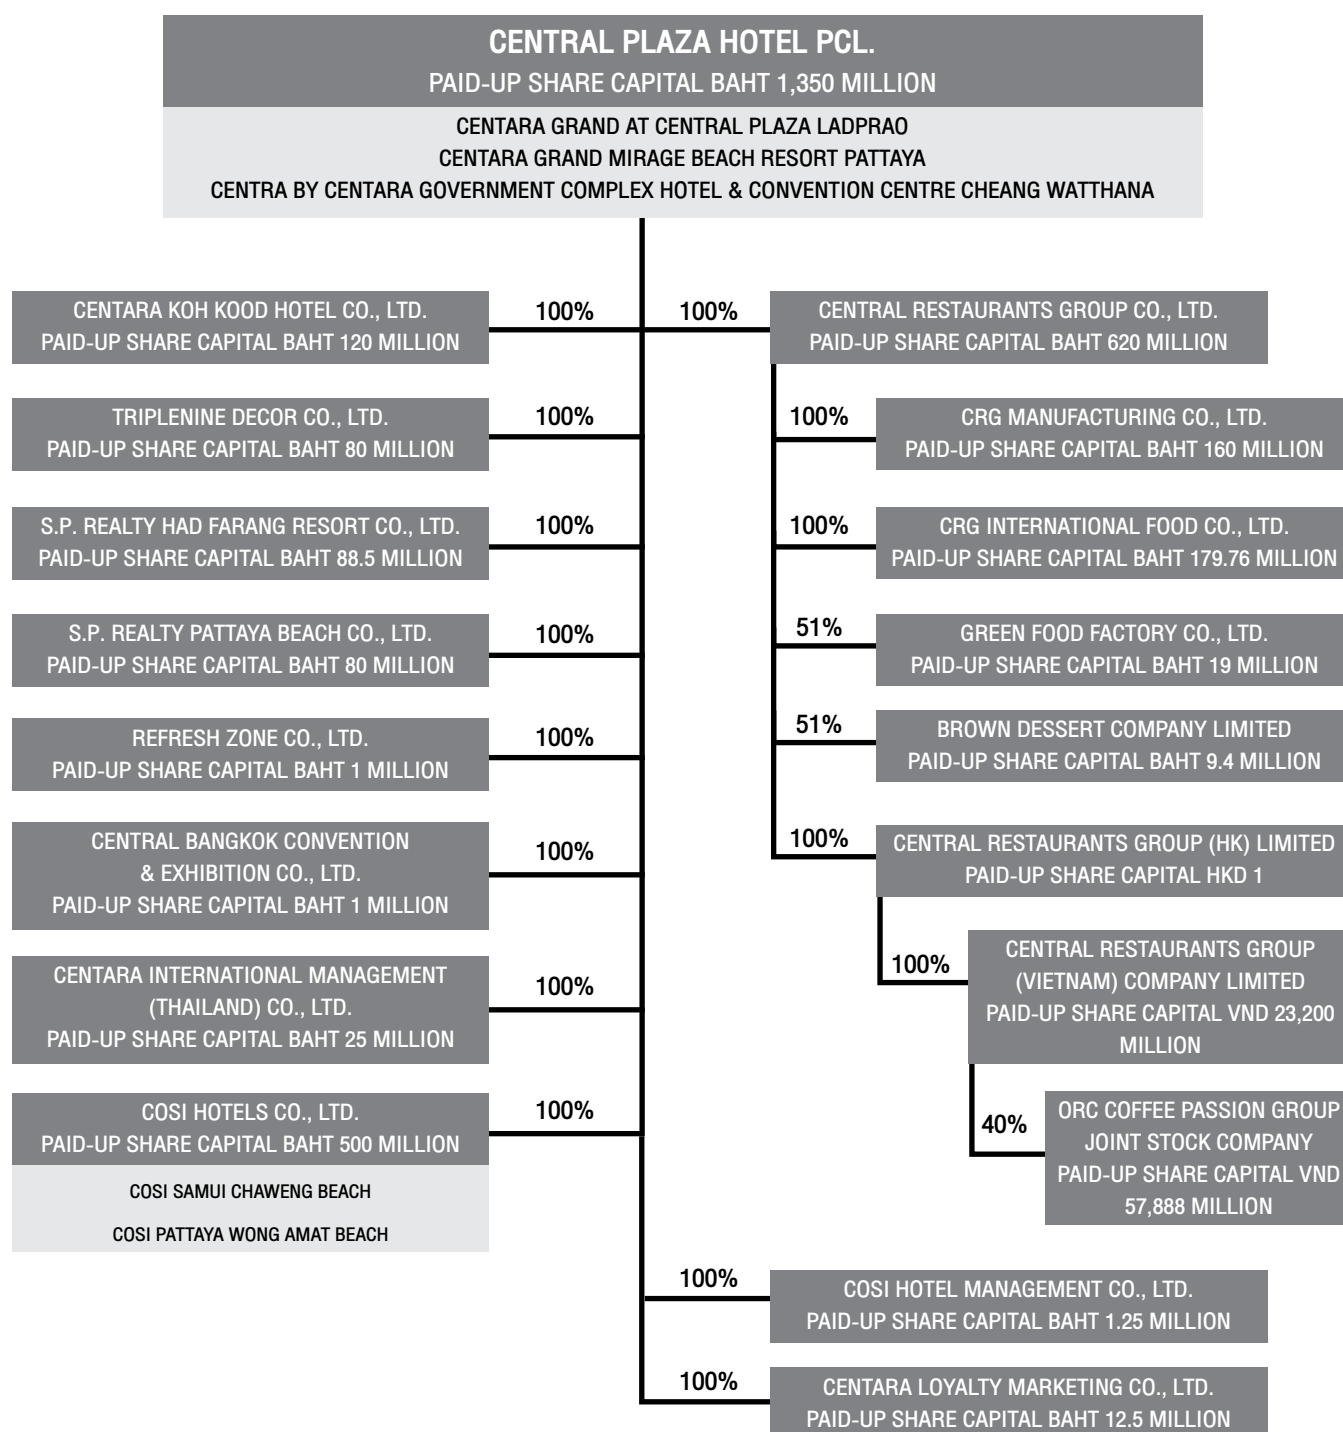 CENTRAL PLAZA HOTEL PCL.
PAID-UP SHARE CAPITAL BAHT 1,350 MILLION
CENTARA GRAND AT CENTRAL PLAZA LADPRAO
CENTARA GRAND MIRAGE BEACH RESORT PATTAYA
CENTRA BY CENTARA GOVERNMENT COMPLEX HOTEL & CONVENTION CENTRE CHEANG WATTHANA
CENTARA KOH KOOD HOTEL CO., LTD.
PAID-UP SHARE CAPITAL BAHT 120 MILLION
100%
TRIPLENINE DECOR CO., LTD.
PAID-UP SHARE CAPITAL BAHT 80 MILLION
100%
S.P. REALTY HAD FARANG RESORT CO., LTD.
PAID-UP SHARE CAPITAL BAHT 88.5 MILLION
100%
S.P. REALTY PATTAYA BEACH CO., LTD.
PAID-UP SHARE CAPITAL BAHT 80 MILLION
100%
REFRESH ZONE CO., LTD.
PAID-UP SHARE CAPITAL BAHT 1 MILLION
100%
CENTRAL BANGKOK CONVENTION
& EXHIBITION CO., LTD.
PAID-UP SHARE CAPITAL BAHT 1 MILLION
100%
CENTARA INTERNATIONAL MANAGEMENT
(THAILAND) CO., LTD.
PAID-UP SHARE CAPITAL BAHT 25 MILLION
100%
COSI HOTELS CO., LTD.
PAID-UP SHARE CAPITAL BAHT 500 MILLION
100%
COSI SAMUI CHAWENG BEACH
COSI PATTAYA WONG AMAT BEACH
100%
CENTRAL RESTAURANTS GROUP CO., LTD.
PAID-UP SHARE CAPITAL BAHT 620 MILLION
100%
CRG MANUFACTURING CO., LTD.
PAID-UP SHARE CAPITAL BAHT 160 MILLION
100%
CRG INTERNATIONAL FOOD CO., LTD.
PAID-UP SHARE CAPITAL BAHT 179.76 MILLION
51%
GREEN FOOD FACTORY CO., LTD.
PAID-UP SHARE CAPITAL BAHT 19 MILLION
51%
BROWN DESSERT COMPANY LIMITED
PAID-UP SHARE CAPITAL BAHT 9.4 MILLION
100%
CENTRAL RESTAURANTS GROUP (HK) LIMITED
PAID-UP SHARE CAPITAL HKD 1
100%
CENTRAL RESTAURANTS GROUP
(VIETNAM) COMPANY LIMITED
PAID-UP SHARE CAPITAL VND 23,200
MILLION
40%
ORC COFFEE PASSION GROUP
JOINT STOCK COMPANY
PAID-UP SHARE CAPITAL VND
57,888 MILLION
100%
COSI HOTEL MANAGEMENT CO., LTD.
PAID-UP SHARE CAPITAL BAHT 1.25 MILLION
100%
CENTARA LOYALTY MARKETING CO., LTD.
PAID-UP SHARE CAPITAL BAHT 12.5 MILLION